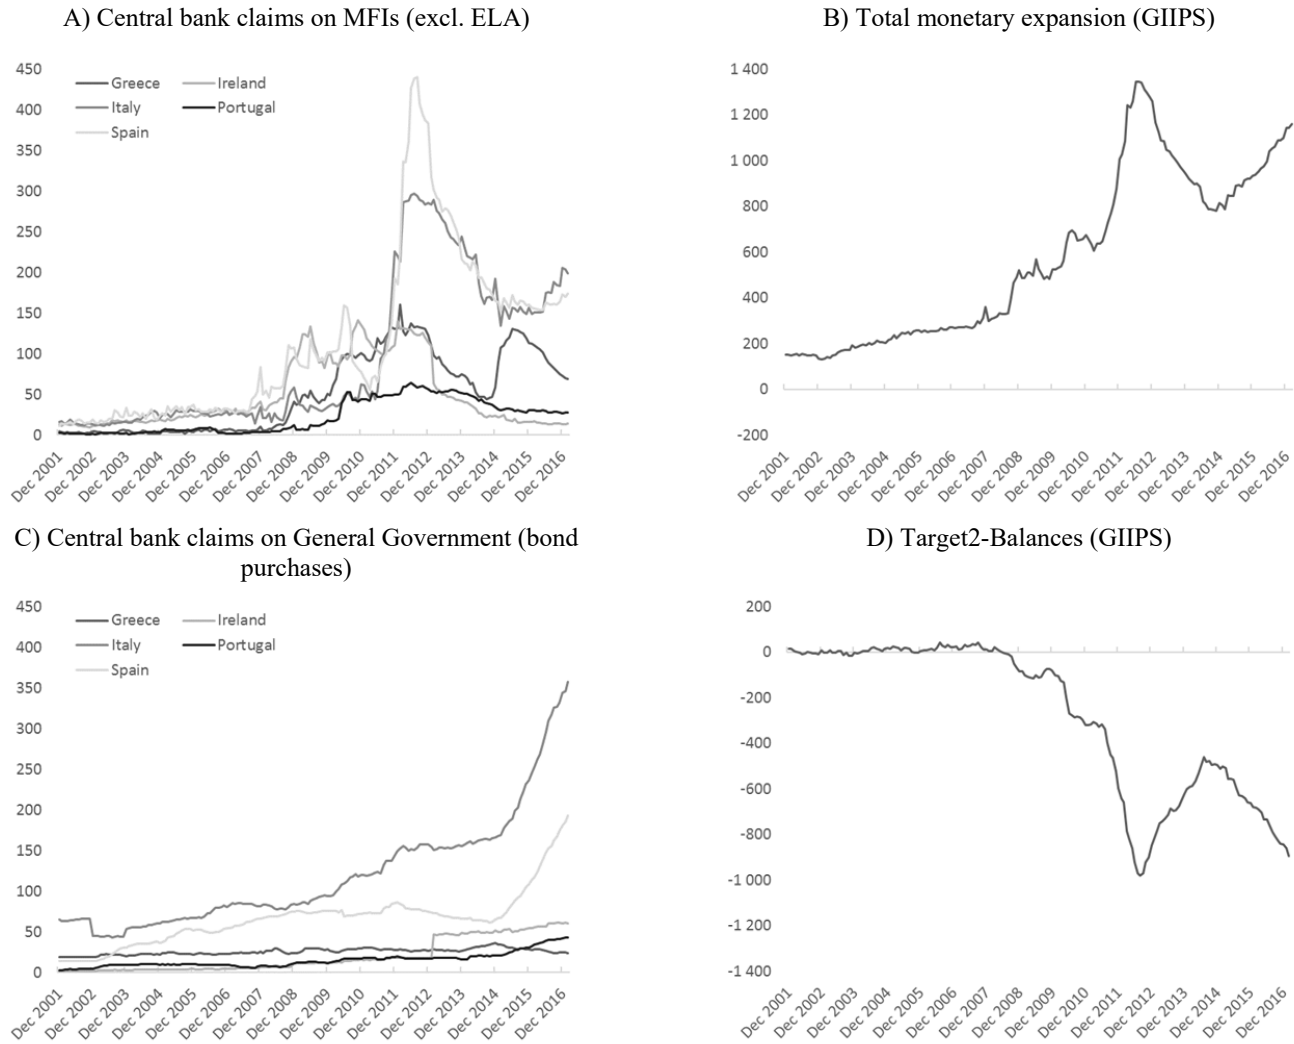 A) Central bank claims on MFIs (excl. ELA)
450
400
350
300
250
200
150
100
50
0
Greece Ireland
Italy Portugal
Spain
Dec 2001 Dec 2002 Dec 2003 Dec 2004 Dec 2005 Dec 2006 Dec 2007 Dec 2008 Dec 2009 Dec 2010 Dec 2011 Dec 2012 Dec 2013 Dec 2014 Dec 2015 Dec 2016
B) Total monetary expansion (GIIPS)
1 400
1 200
1 000
800
600
400
200
0
-200
Dec 2001 Dec 2002 Dec 2003 Dec 2004 Dec 2005 Dec 2006 Dec 2007 Dec 2008 Dec 2009 Dec 2010 Dec 2011 Dec 2012 Dec 2013 Dec 2014 Dec 2015 Dec 2016
C) Central bank claims on General Government (bond
purchases)
450
400
350
300
250
200
150
100
50
0
Greece Ireland
Italy Portugal
Spain
Dec 2001 Dec 2002 Dec 2003 Dec 2004 Dec 2005 Dec 2006 Dec 2007 Dec 2008 Dec 2009 Dec 2010 Dec 2011 Dec 2012 Dec 2013 Dec 2014 Dec 2015 Dec 2016
D) Target2-Balances (GIIPS)
200
0
-200
-400
-600
-800
-1 000
-1 200
-1 400
Dec 2001 Dec 2002 Dec 2003 Dec 2004 Dec 2005 Dec 2006 Dec 2007 Dec 2008 Dec 2009 Dec 2010 Dec 2011 Dec 2012 Dec 2013 Dec 2014 Dec 2015 Dec 2016